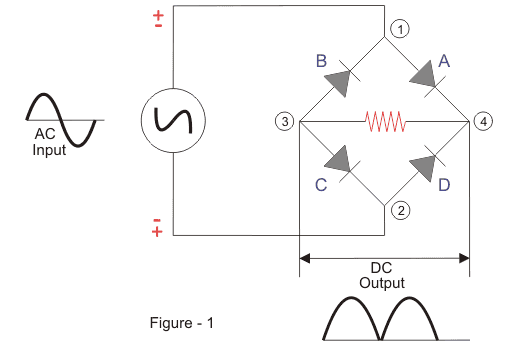 +
-
1
B
A
AC
Input
3
4
C
D
-
+
2
DC
Output
Figure - 1